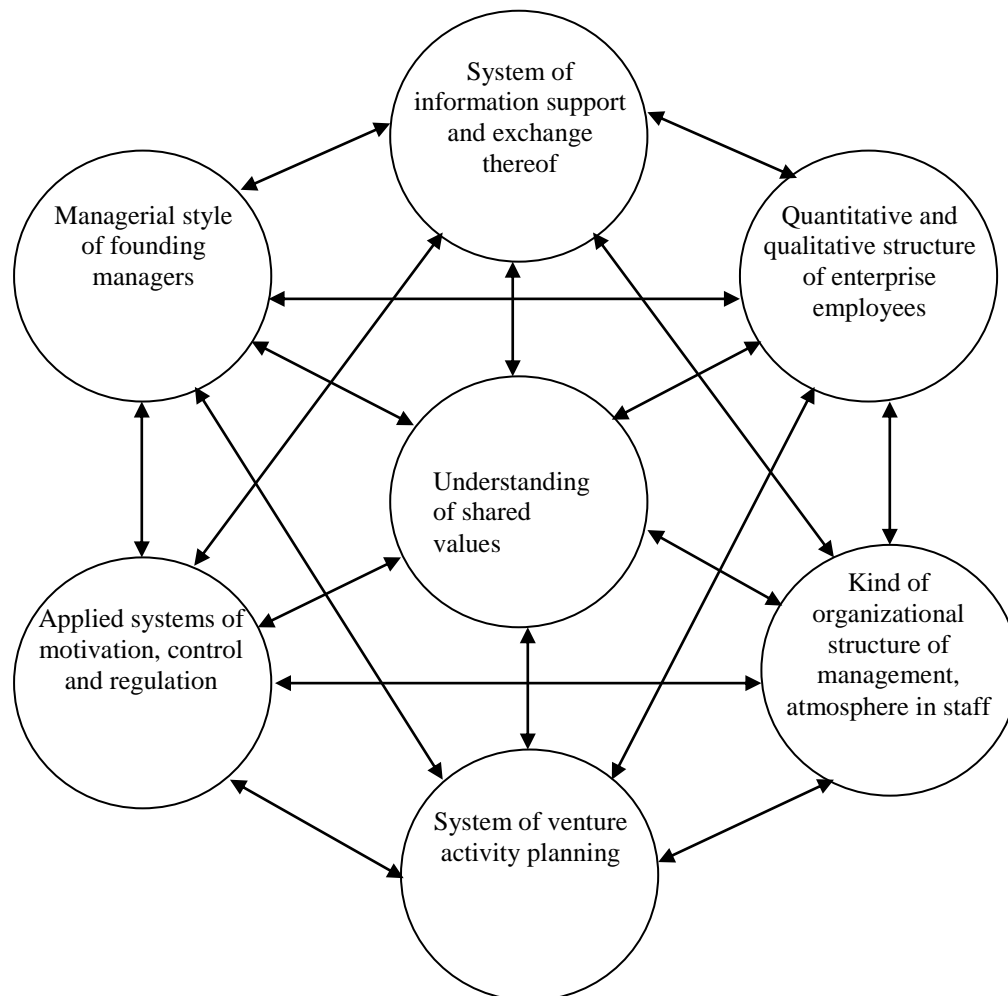 System of
information support
and exchange
thereof
Managerial style
of founding
managers
Quantitative and
qualitative structure
of enterprise
employees
Understanding
of shared
values
Applied systems of
motivation, control
and regulation
Kind of
organizational
structure of
management,
atmosphere in staff
System of venture
activity planning